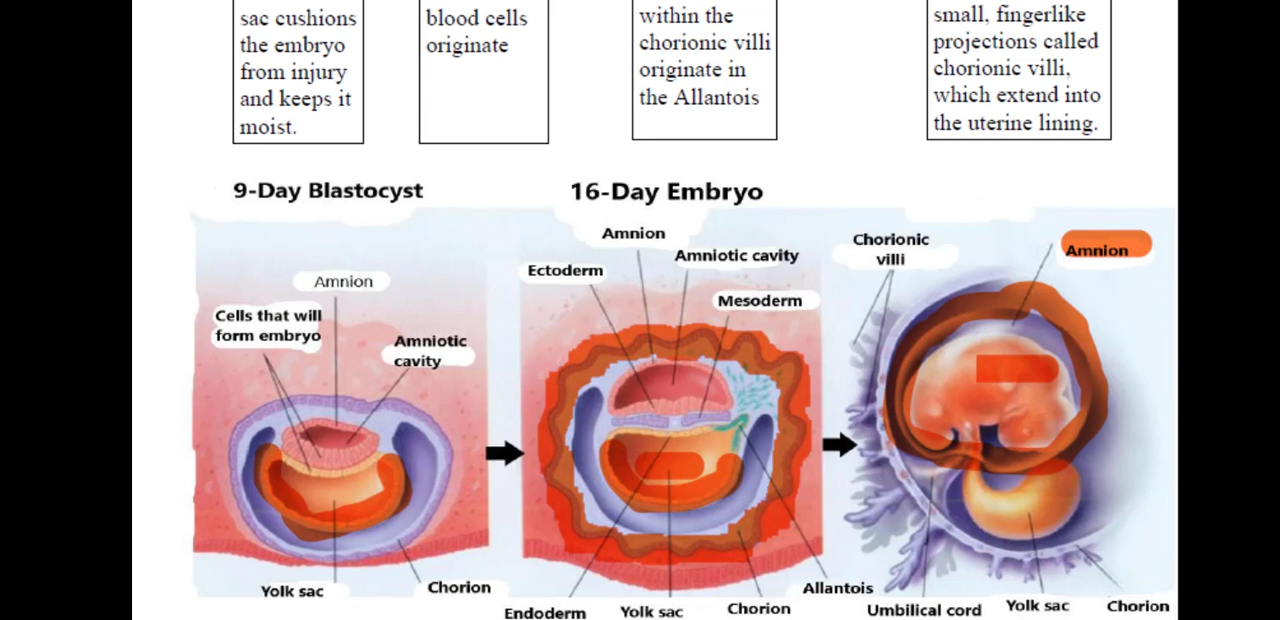 sac cushions
the embryo
from injury
and keeps it
moist.
blood cells
originate
within the
chorionic villi
originate in
the Allantois
small, fingerlike
projections called
chorionic villi,
which extend into
the uterine lining.
9-Day Blastocyst
16-Day Embryo
Amnion
Cells that will
form embryo
Amniotic
cavity
Yolk sac
Chorion
Amnion
Amniotic cavity
Ectoderm
Mesoderm
Endoderm
Yolk sac
Chorion
Allantois
Chorionic
villi
Amnion
Umbilical cord
Yolk sac
Chorion